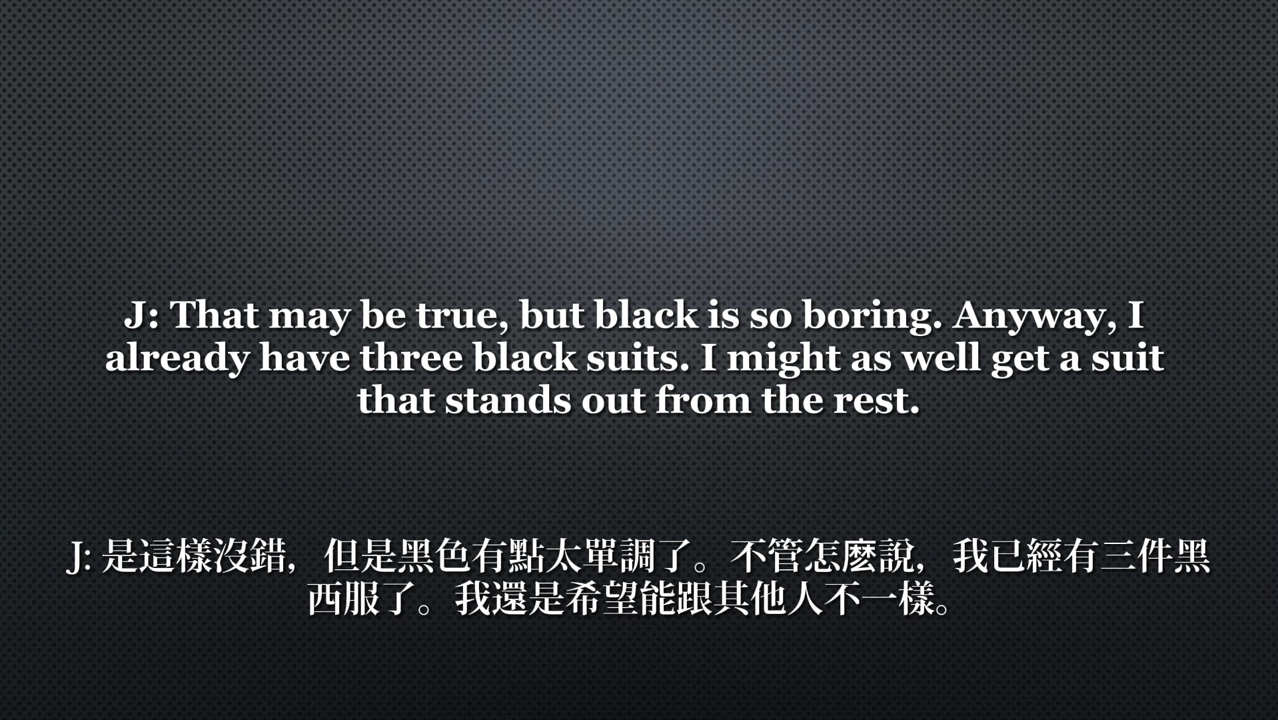 J: That may be true, but black is so boring. Anyway, I
already have three black suits. I might as well get a suit
that stands out from the rest.
J: 是這樣沒錯，但是黑色有點太單調了。不管怎麼說，我已經有三件黑
西服了。我還是希望能跟其他人不一樣。